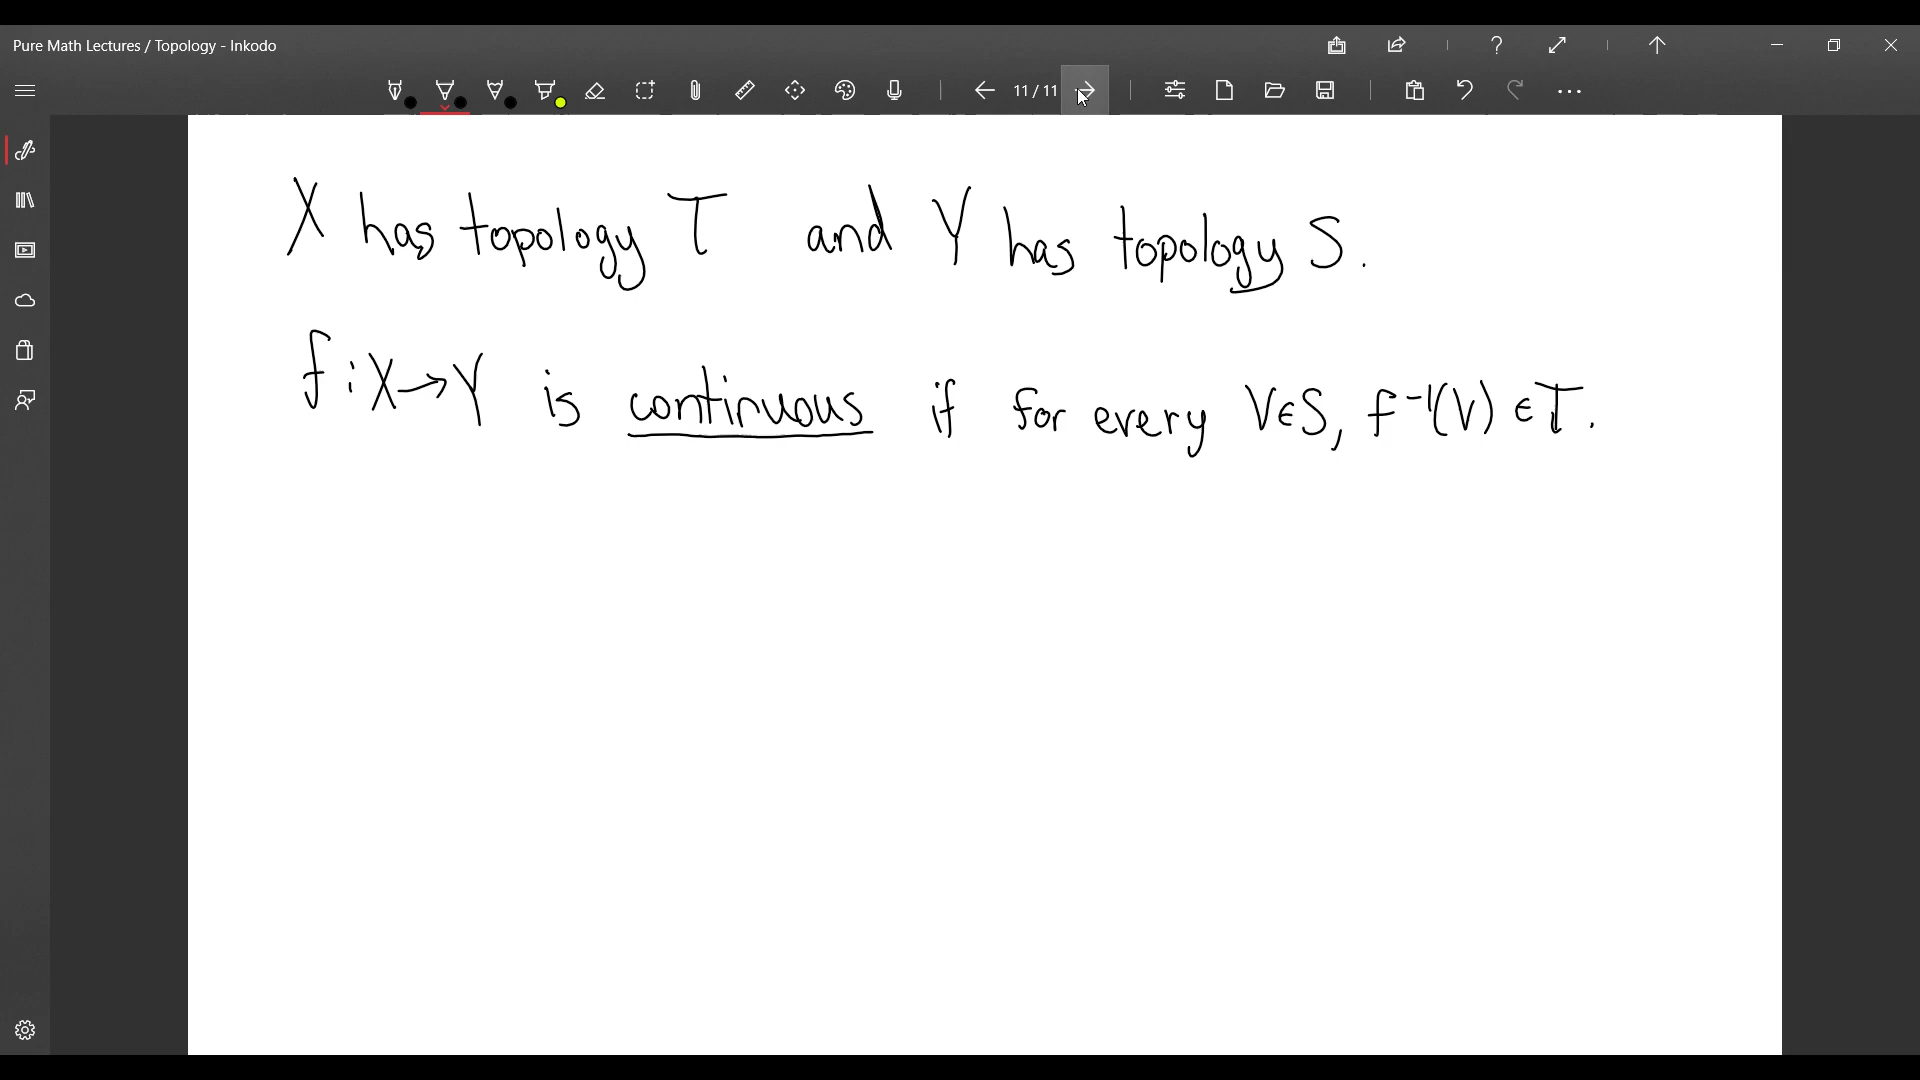 Pure Math Lectures / Topology - Inkodo
11 / 11
X has topology T and Y has topology S.
f : X → Y is continuous if for every V ∈ S, f⁻¹(V) ∈ T.